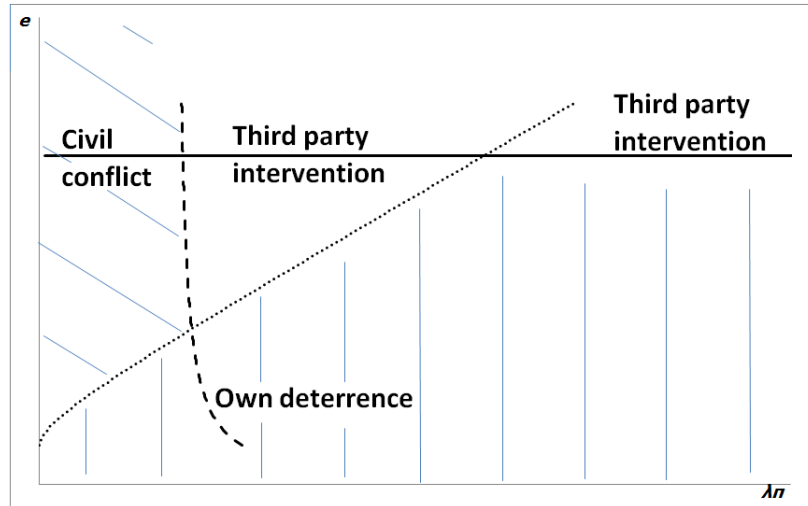 e
Civil
conflict
Third party
intervention
Third party
intervention
Own deterrence
λπ